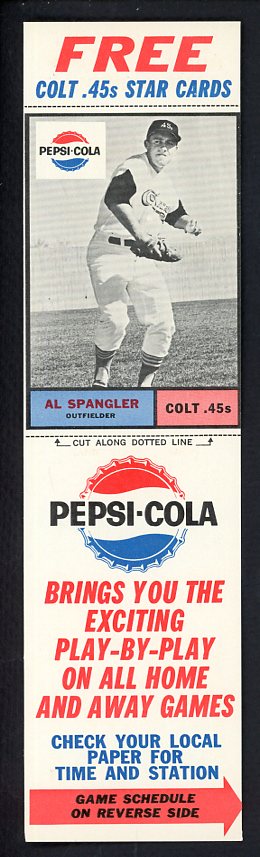 FREE
COLT .45s STAR CARDS
PEPSI-COLA
AL SPANGLER
OUTFIELDER
COLT .45s
CUT ALONG DOTTED LINE
PEPSI-COLA
BRINGS YOU THE
EXCITING
PLAY-BY-PLAY
ON ALL HOME
AND AWAY GAMES
CHECK YOUR LOCAL
PAPER FOR
TIME AND STATION
GAME SCHEDULE
ON REVERSE SIDE